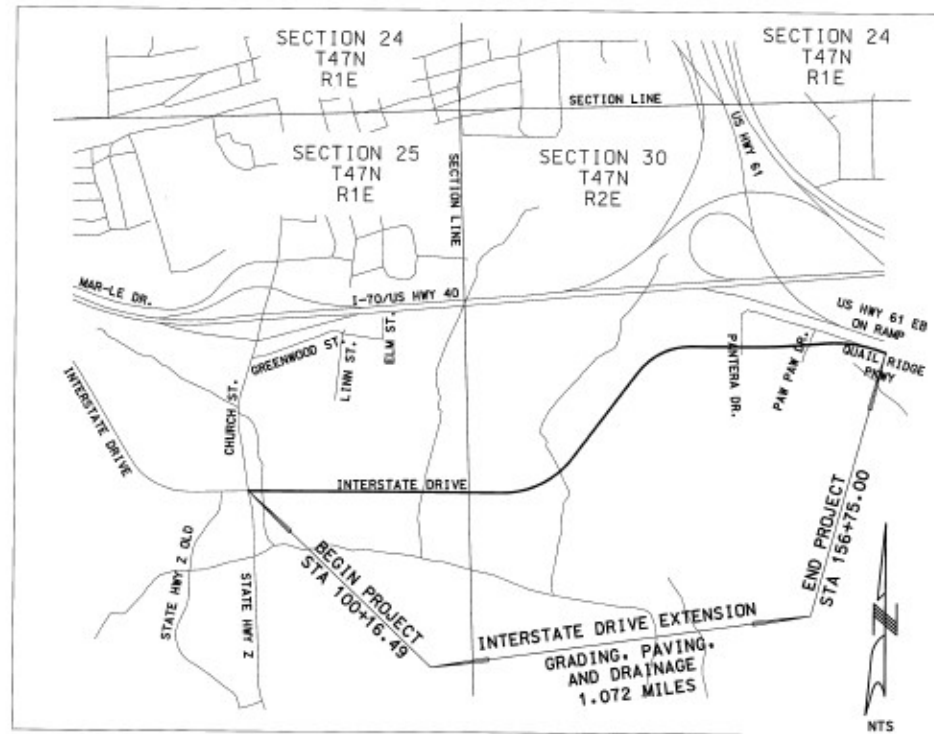 SECTION 24
T47N
R1E
SECTION 24
T47N
R1E
SECTION LINE
US HWY 61
SECTION 25
T47N
R1E
SECTION LINE
SECTION 30
T47N
R2E
MAR-LE DR.
I-70/US HWY 40
US HWY 61 EB
ON RAMP
GREENWOOD ST.
LINN ST.
ELM ST.
PANTERA DR.
PAW PAW DR.
QUAIL RIDGE
PKWY
INTERSTATE DRIVE
CHURCH ST.
INTERSTATE DRIVE
STATE HWY Z OLD
STATE HWY Z
BEGIN PROJECT
STA 100+16.49
END PROJECT
STA 156+75.00
INTERSTATE DRIVE EXTENSION
GRADING, PAVING,
AND DRAINAGE
1.072 MILES
N
NTS